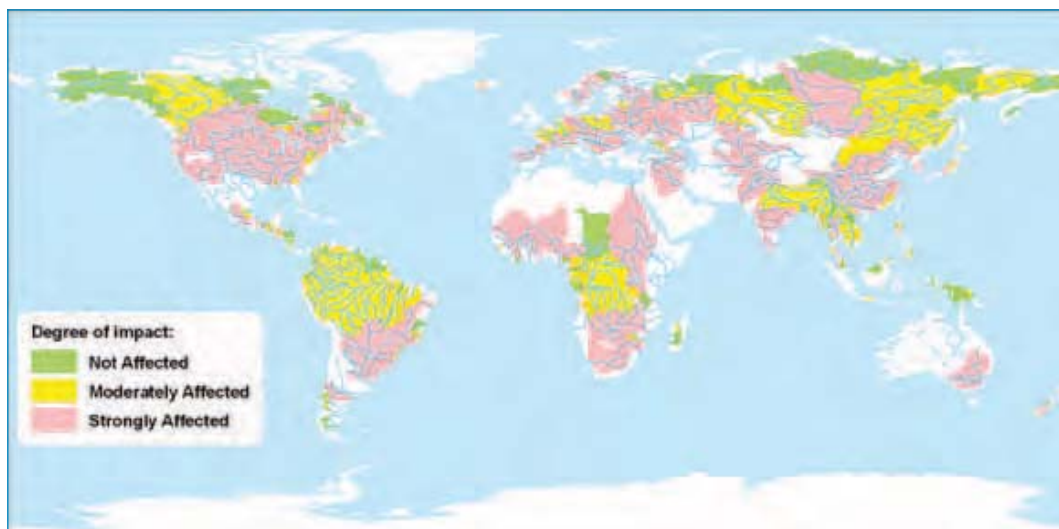 Degree of impact:
Not Affected
Moderately Affected
Strongly Affected